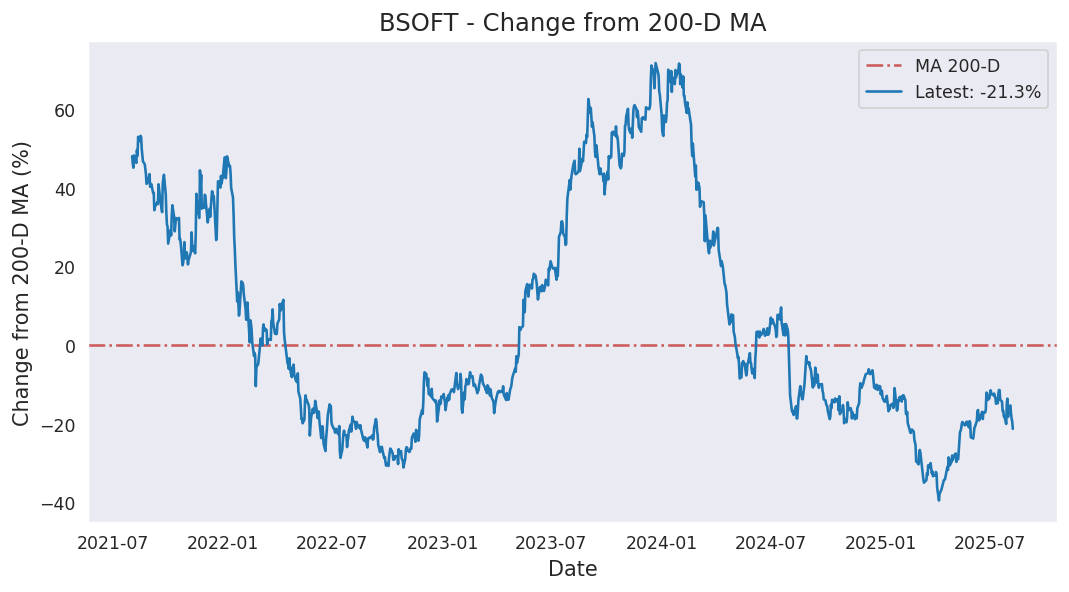 BSOFT - Change from 200-D MA
MA 200-D
Latest: -21.3%
Change from 200-D MA (%)
60
40
20
0
−20
−40
2021-07 2022-01 2022-07 2023-01 2023-07 2024-01 2024-07 2025-01 2025-07
Date